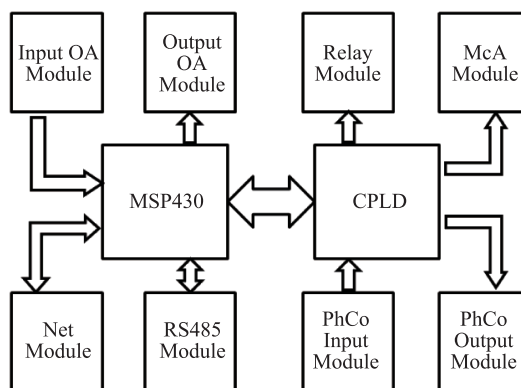 Input OA
Module
Output
OA
Module
Relay
Module
McA
Module
MSP430
CPLD
Net
Module
RS485
Module
PhCo
Input
Module
PhCo
Output
Module